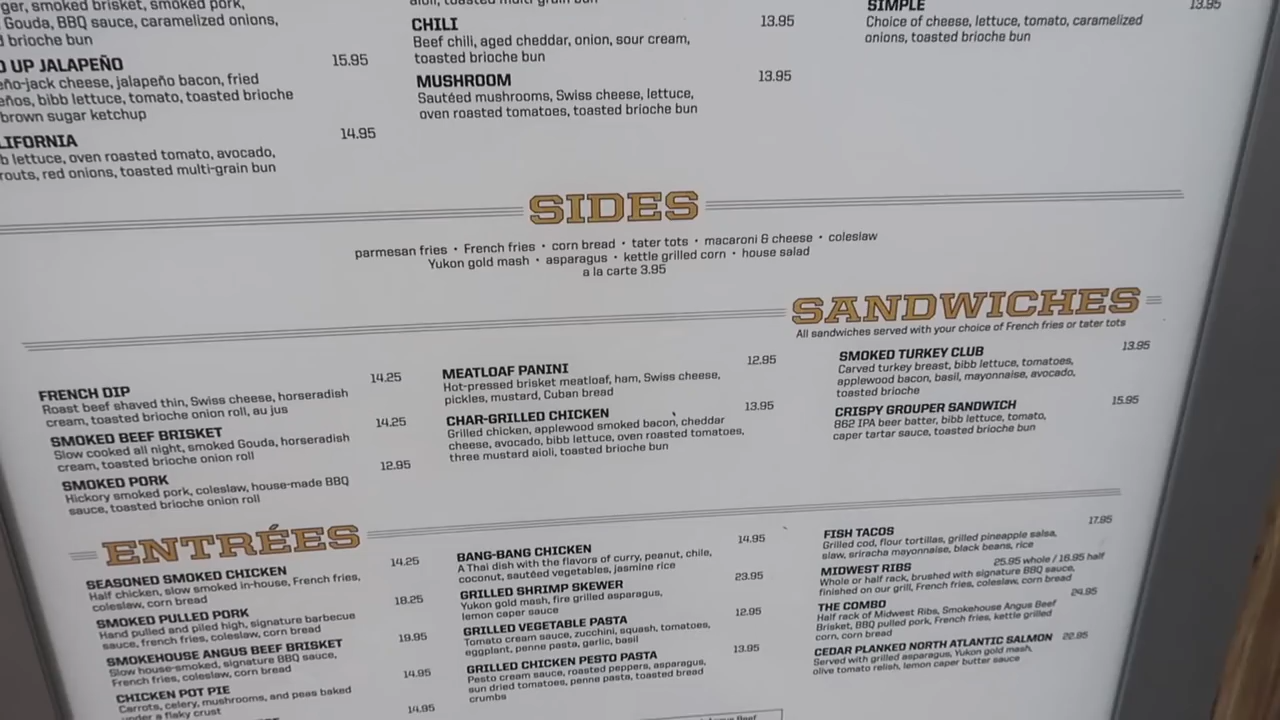 ger, smoked brisket, smoked pork,
Gouda, BBQ sauce, caramelized onions,
brioche bun
UP JALAPEÑO 15.95
eño-jack cheese, jalapeño bacon, fried
eños, bibb lettuce, tomato, toasted brioche
brown sugar ketchup
LIFORNIA 14.95
b lettuce, oven roasted tomato, avocado,
routs, red onions, toasted multi-grain bun
CHILI 13.95
Beef chili, aged cheddar, onion, sour cream,
toasted brioche bun
MUSHROOM 13.95
Sautéed mushrooms, Swiss cheese, lettuce,
oven roasted tomatoes, toasted brioche bun
SIMPLE 13.95
Choice of cheese, lettuce, tomato, caramelized
onions, toasted brioche bun
SIDES
parmesan fries • French fries • corn bread • tater tots • macaroni & cheese • coleslaw
Yukon gold mash • asparagus • kettle grilled corn • house salad
a la carte 3.95
SANDWICHES
All sandwiches served with your choice of French fries or tater tots
FRENCH DIP 14.25
Roast beef shaved thin, Swiss cheese, horseradish
cream, toasted brioche onion roll, au jus
SMOKED BEEF BRISKET 14.25
Slow cooked all night, smoked Gouda, horseradish
cream, toasted brioche onion roll
SMOKED PORK 12.95
Hickory smoked pork, coleslaw, house-made BBQ
sauce, toasted brioche onion roll
MEATLOAF PANINI 12.95
Hot-pressed brisket meatloaf, ham, Swiss cheese,
pickles, mustard, Cuban bread
CHAR-GRILLED CHICKEN 13.95
Grilled chicken, applewood smoked bacon, cheddar
cheese, avocado, bibb lettuce, oven roasted tomatoes,
three mustard aioli, toasted brioche bun
SMOKED TURKEY CLUB 13.95
Carved turkey breast, bibb lettuce, tomatoes,
applewood bacon, basil, mayonnaise, avocado,
toasted brioche
CRISPY GROUPER SANDWICH 15.95
862 IPA beer batter, bibb lettuce, tomato,
caper tartar sauce, toasted brioche bun
ENTRÉES
SEASONED SMOKED CHICKEN 14.25
Half chicken, slow smoked in-house, French fries,
coleslaw, corn bread
SMOKED PULLED PORK 18.25
Hand pulled and piled high, signature barbecue
sauce, french fries, coleslaw, corn bread
SMOKEHOUSE ANGUS BEEF BRISKET 19.95
Slow house-smoked, signature BBQ sauce,
French fries, coleslaw, corn bread
CHICKEN POT PIE 14.95
Carrots, celery, mushrooms, and peas baked
under a flaky crust
14.95
BANG-BANG CHICKEN 14.95
A Thai dish with the flavors of curry, peanut, chile,
coconut, sautéed vegetables, jasmine rice
GRILLED SHRIMP SKEWER 23.95
Yukon gold mash, fire grilled asparagus,
lemon caper sauce
GRILLED VEGETABLE PASTA 12.95
Tomato cream sauce, zucchini, squash, tomatoes,
eggplant, penne pasta, garlic, basil
GRILLED CHICKEN PESTO PASTA 13.95
Pesto cream sauce, roasted peppers, asparagus,
sun dried tomatoes, penne pasta, toasted bread
crumbs
FISH TACOS 17.95
Grilled cod, flour tortillas, grilled pineapple salsa,
slaw, sriracha mayonnaise, black beans, rice
MIDWEST RIBS 25.95 whole / 16.95 half
Whole or half rack, brushed with signature BBQ sauce,
finished on our grill, French fries, coleslaw, corn bread
THE COMBO 24.95
Half rack of Midwest Ribs, Smokehouse Angus Beef
Brisket, BBQ pulled pork, French fries, kettle grilled
corn, corn bread
CEDAR PLANKED NORTH ATLANTIC SALMON 22.95
Served with grilled asparagus, Yukon gold mash,
olive tomato relish, lemon caper butter sauce